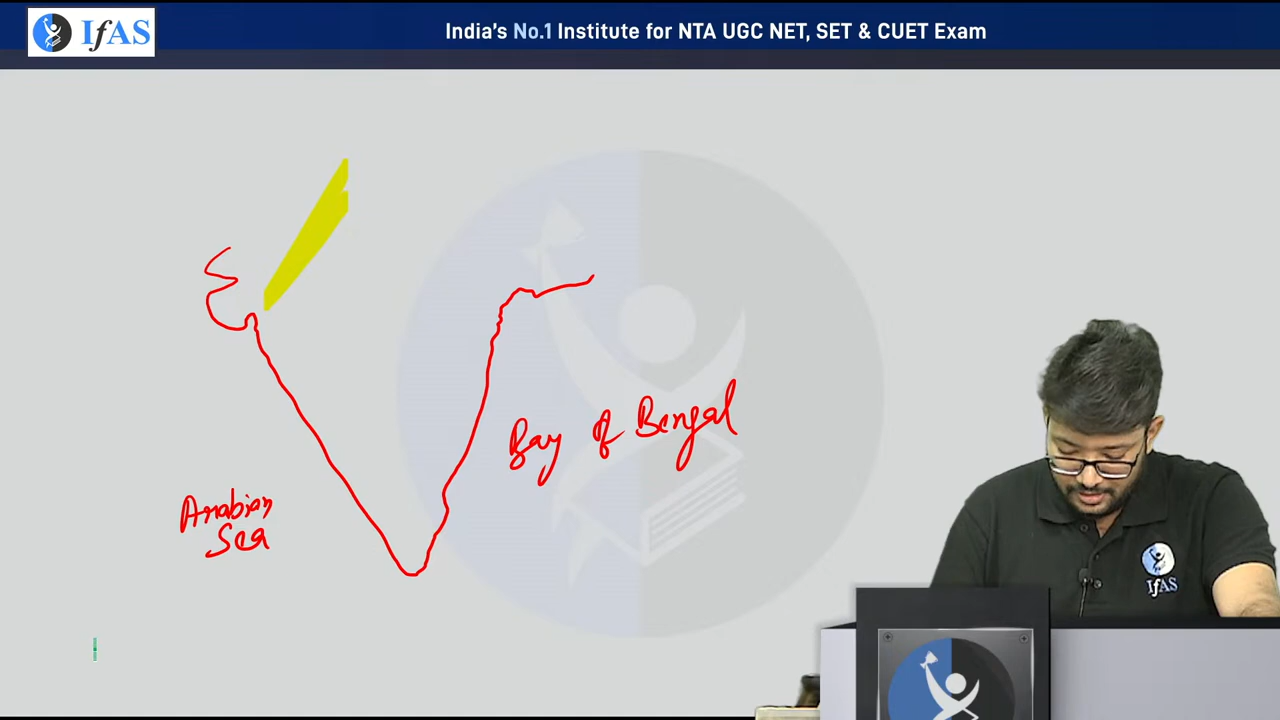 IfAS
India's No.1 Institute for NTA UGC NET, SET & CUET Exam
Bay of Bengal
Arabian
Sea
IfAS